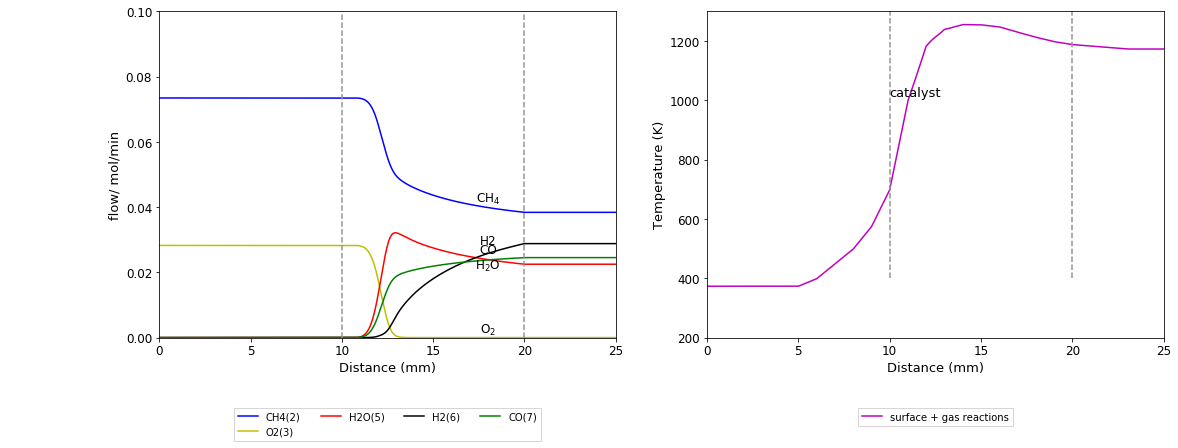 0.10
0.08
0.06
0.04
0.02
0.00
flow/ mol/min
CH4
H2
CO
H2O
O2
0 5 10 15 20 25
Distance (mm)
CH4(2) H2O(5) H2(6) CO(7)
O2(3)
1200
1000
800
600
400
200
Temperature (K)
catalyst
0 5 10 15 20 25
Distance (mm)
surface + gas reactions